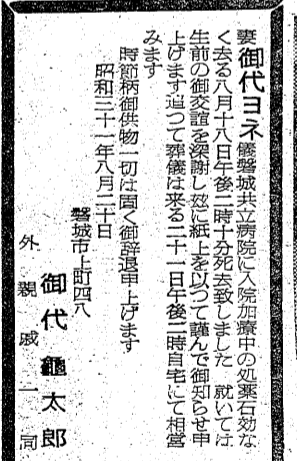 妻御代ヨネ儀磐城共立病院に入院加療中の処薬石効な
く去る八月十八日午後二時十分死去致しました 就いては
生前の御交誼を深謝し玆に紙上を以つて謹んで御知らせ申
上げます追つて葬儀は来る二十一日午後二時自宅にて相営
みます
時節柄御供物一切は固く御辞退申上げます
昭和三十一年八月二十日
磐城市上町四八
御代龜太郎
外親戚一同